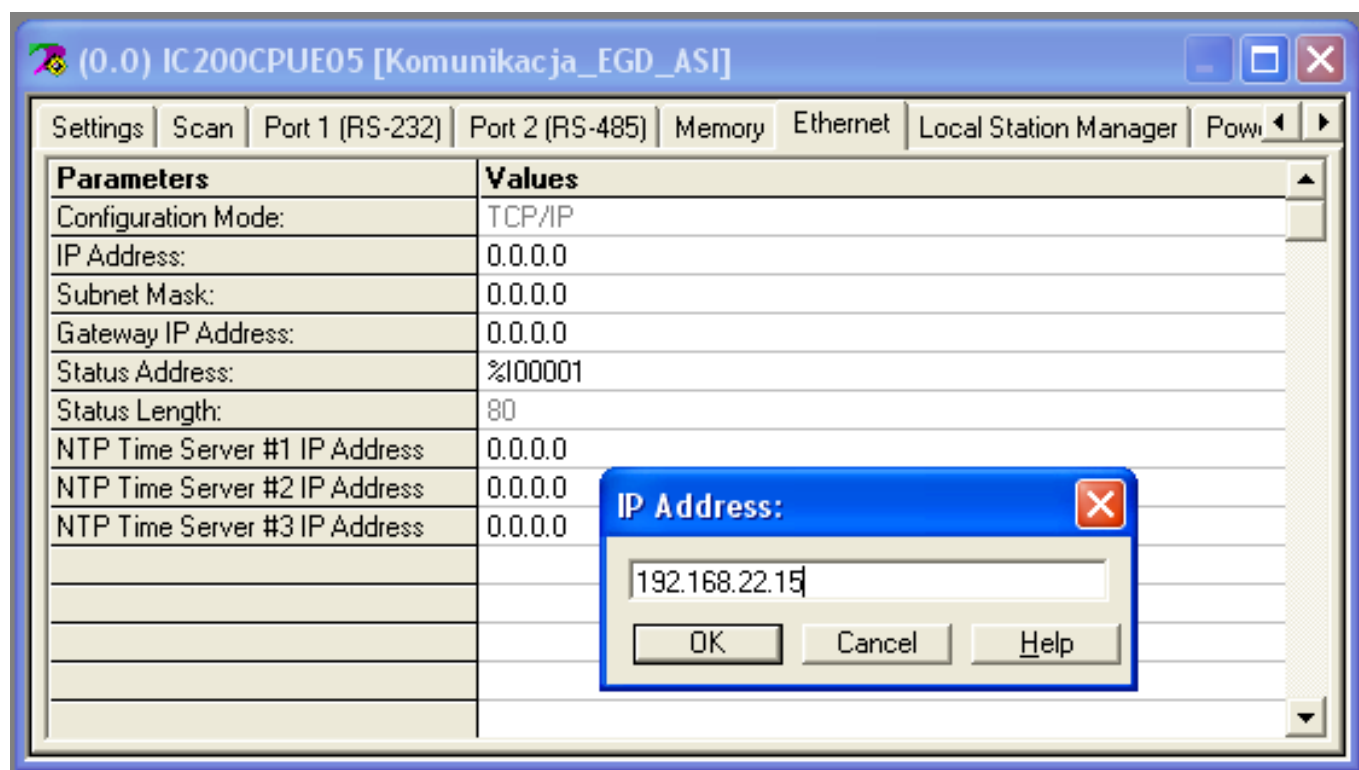 (0.0) IC200CPUE05 [Komunikacja_EGD_ASI]
Settings Scan Port 1 (RS-232) Port 2 (RS-485) Memory Ethernet Local Station Manager
Parameters Values
Configuration Mode: TCP/IP
IP Address: 0.0.0.0
Subnet Mask: 0.0.0.0
Gateway IP Address: 0.0.0.0
Status Address: %I00001
Status Length: 80
NTP Time Server #1 IP Address 0.0.0.0
NTP Time Server #2 IP Address 0.0.0.0
NTP Time Server #3 IP Address 0.0.0.0
IP Address:
192.168.22.15
OK Cancel Help